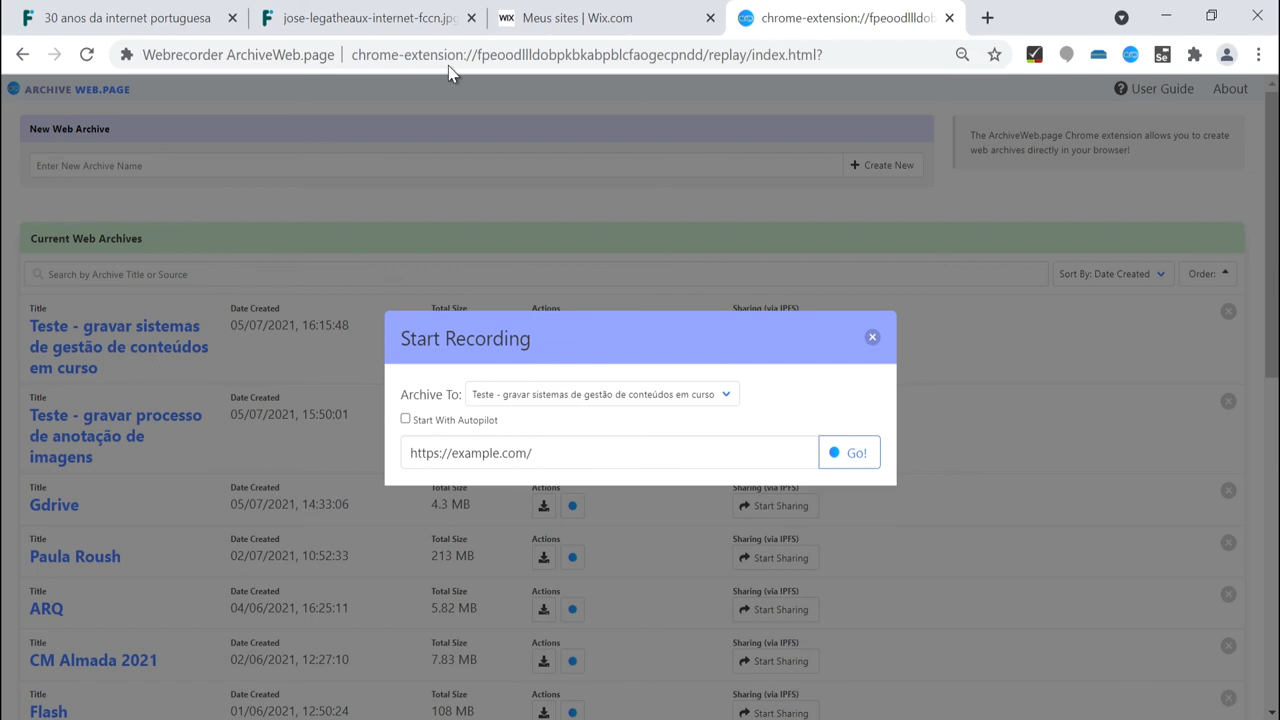 30 anos da internet portuguesa
jose-legatheaux-internet-fccn.jpg
WIX Meus sites | Wix.com
chrome-extension://fpeoodllldob
Webrecorder ArchiveWeb.page | chrome-extension://fpeoodllldobpkbkabpblcfaogecpndd/replay/index.html?
ARCHIVE WEB.PAGE
User Guide
About
New Web Archive
Enter New Archive Name
+ Create New
The ArchiveWeb.page Chrome extension allows you to create
web archives directly in your browser!
Current Web Archives
Search by Archive Title or Source
Sort By: Date Created
Order:
Title Date Created Total Size Actions Sharing (via IPFS)
Teste - gravar sistemas
de gestão de conteúdos
em curso
05/07/2021, 16:15:48
Start Recording
Archive To: Teste - gravar sistemas de gestão de conteúdos em curso
Start With Autopilot
https://example.com/
Go!
Title Date Created
Teste - gravar processo
de anotação de
imagens
05/07/2021, 15:50:01
Title Date Created Total Size Actions Sharing (via IPFS)
Gdrive 05/07/2021, 14:33:06 4.3 MB Start Sharing
Title Date Created Total Size Actions Sharing (via IPFS)
Paula Roush 02/07/2021, 10:52:33 213 MB Start Sharing
Title Date Created Total Size Actions Sharing (via IPFS)
ARQ 04/06/2021, 16:25:11 5.82 MB Start Sharing
Title Date Created Total Size Actions Sharing (via IPFS)
CM Almada 2021 02/06/2021, 12:27:10 7.83 MB Start Sharing
Title Date Created Total Size Actions Sharing (via IPFS)
Flash 01/06/2021, 12:50:24 108 MB Start Sharing